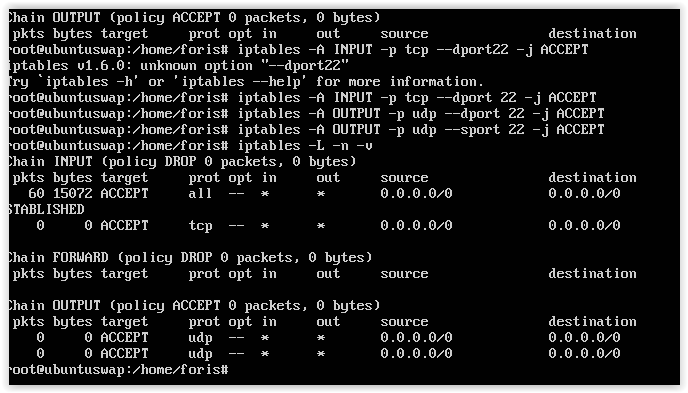 Chain OUTPUT (policy ACCEPT 0 packets, 0 bytes)
pkts bytes target prot opt in out source destination
root@ubuntuswap:/home/foris# iptables -A INPUT -p tcp --dport22 -j ACCEPT
iptables v1.6.0: unknown option "--dport22"
Try `iptables -h' or 'iptables --help' for more information.
root@ubuntuswap:/home/foris# iptables -A INPUT -p tcp --dport 22 -j ACCEPT
root@ubuntuswap:/home/foris# iptables -A OUTPUT -p udp --dport 22 -j ACCEPT
root@ubuntuswap:/home/foris# iptables -A OUTPUT -p udp --sport 22 -j ACCEPT
root@ubuntuswap:/home/foris# iptables -L -n -v
Chain INPUT (policy DROP 0 packets, 0 bytes)
pkts bytes target prot opt in out source destination
60 15072 ACCEPT all -- * * 0.0.0.0/0 0.0.0.0/0
STABLISHED
0 0 ACCEPT tcp -- * * 0.0.0.0/0 0.0.0.0/0
Chain FORWARD (policy DROP 0 packets, 0 bytes)
pkts bytes target prot opt in out source destination
Chain OUTPUT (policy ACCEPT 0 packets, 0 bytes)
pkts bytes target prot opt in out source destination
0 0 ACCEPT udp -- * * 0.0.0.0/0 0.0.0.0/0
0 0 ACCEPT udp -- * * 0.0.0.0/0 0.0.0.0/0
root@ubuntuswap:/home/foris#